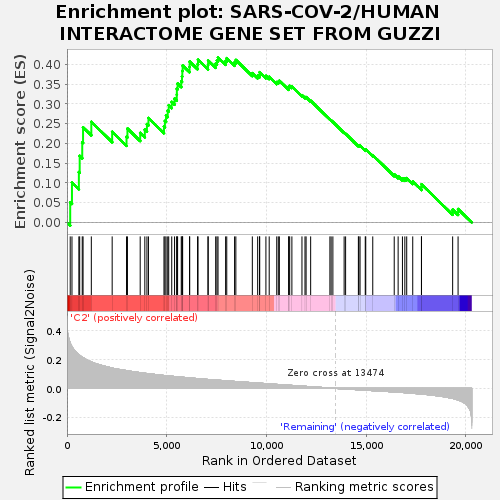 Enrichment plot: SARS-COV-2/HUMAN
INTERACTOME GENE SET FROM GUZZI
Enrichment score (ES)
0.40
0.35
0.30
0.25
0.20
0.15
0.10
0.05
0.00
'C2' (positively correlated)
Ranked list metric (Signal2Noise)
0.4
0.2
0.0
-0.2
Zero cross at 13474
'Remaining' (negatively correlated)
0
5,000
10,000
15,000
20,000
Rank in Ordered Dataset
Enrichment profile
Hits
Ranking metric scores